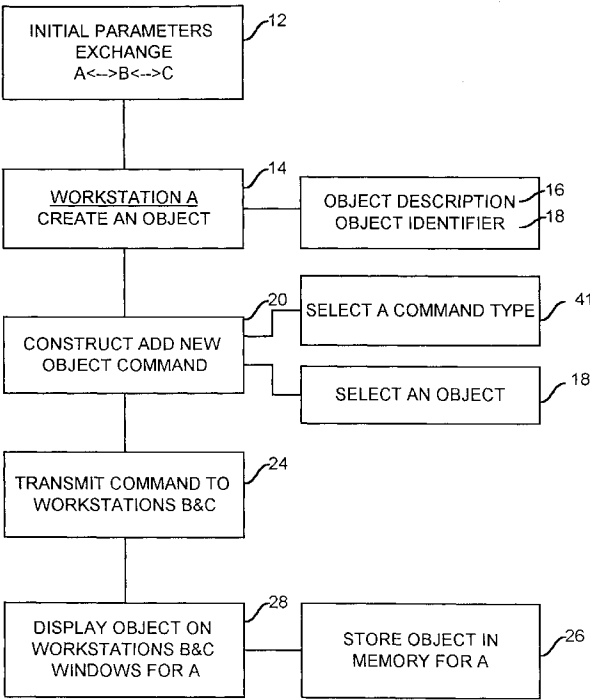 INITIAL PARAMETERS
EXCHANGE
A<-->B<-->C
12
WORKSTATION A
CREATE AN OBJECT
14
OBJECT DESCRIPTION 16
OBJECT IDENTIFIER 18
CONSTRUCT ADD NEW
OBJECT COMMAND
20
SELECT A COMMAND TYPE
41
SELECT AN OBJECT
18
TRANSMIT COMMAND TO
WORKSTATIONS B&C
24
DISPLAY OBJECT ON
WORKSTATIONS B&C
WINDOWS FOR A
28
STORE OBJECT IN
MEMORY FOR A
26